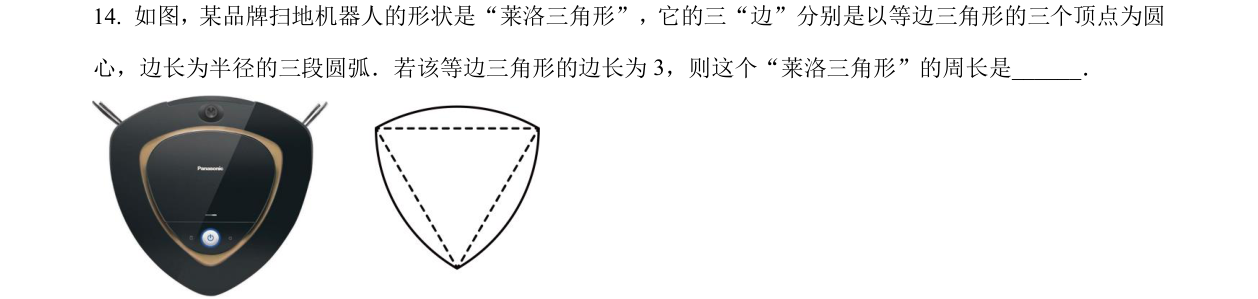 14. 如图，某品牌扫地机器人的形状是“莱洛三角形”，它的三“边”分别是以等边三角形的三个顶点为圆
心，边长为半径的三段圆弧．若该等边三角形的边长为 3，则这个“莱洛三角形”的周长是______．
Panasonic